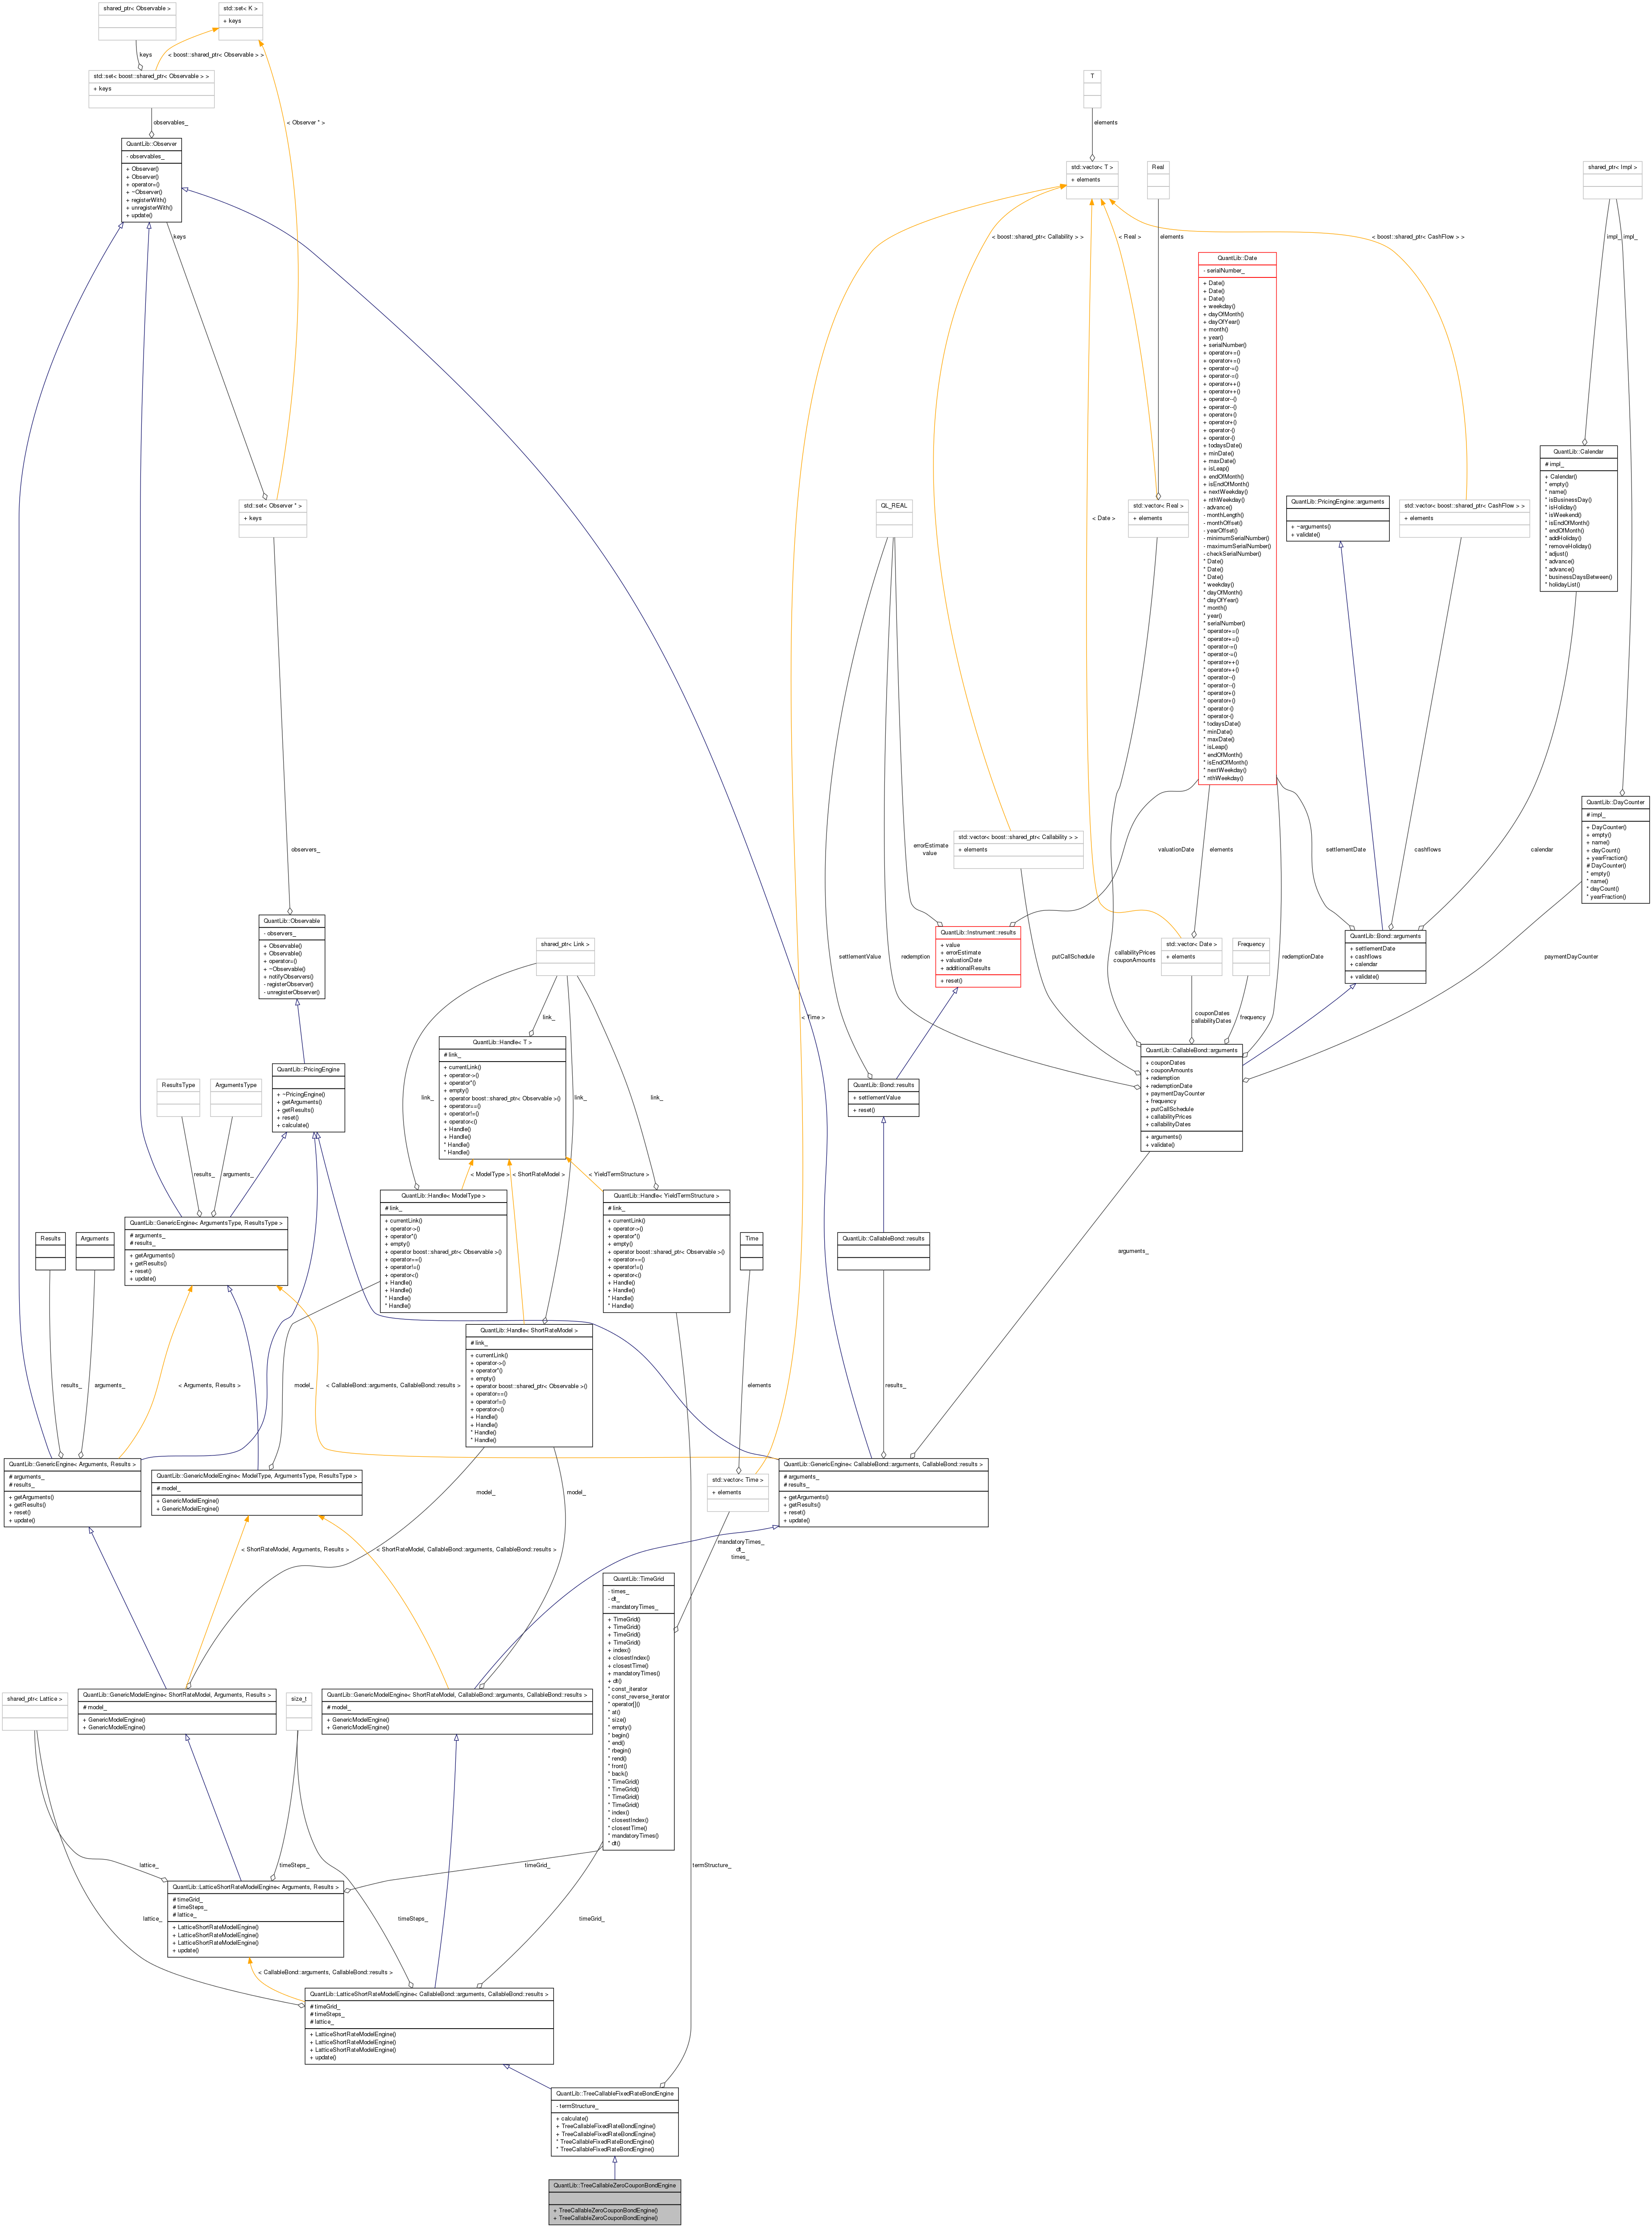 shared_ptr< Observable >
std::set< K >
+ keys
keys
< boost::shared_ptr< Observable > >
std::set< boost::shared_ptr< Observable > >
+ keys
observables_
< Observer * >
QuantLib::Observer
- observables_
+ Observer()
+ Observer()
+ operator=()
+ ~Observer()
+ registerWith()
+ unregisterWith()
+ update()
keys
std::set< Observer * >
+ keys
observers_
QuantLib::Observable
- observers_
+ Observable()
+ Observable()
+ operator=()
+ ~Observable()
+ notifyObservers()
- registerObserver()
- unregisterObserver()
QuantLib::PricingEngine
+ ~PricingEngine()
+ getArguments()
+ getResults()
+ reset()
+ calculate()
ResultsType
ArgumentsType
results_
arguments_
QuantLib::GenericEngine< ArgumentsType, ResultsType >
# arguments_
# results_
+ getArguments()
+ getResults()
+ reset()
+ update()
Results
Arguments
results_
arguments_
< Arguments, Results >
model_
< CallableBond::arguments, CallableBond::results >
QuantLib::GenericEngine< Arguments, Results >
# arguments_
# results_
+ getArguments()
+ getResults()
+ reset()
+ update()
QuantLib::GenericModelEngine< ModelType, ArgumentsType, ResultsType >
# model_
+ GenericModelEngine()
+ GenericModelEngine()
< ShortRateModel, Arguments, Results >
< ShortRateModel, CallableBond::arguments, CallableBond::results >
shared_ptr< Link >
link_
link_
link_
link_
QuantLib::Handle< T >
# link_
+ currentLink()
+ operator->()
+ operator*()
+ empty()
+ operator boost::shared_ptr< Observable >()
+ operator==()
+ operator!=()
+ operator<()
+ Handle()
+ Handle()
* Handle()
* Handle()
< ModelType >
< ShortRateModel >
< YieldTermStructure >
QuantLib::Handle< ModelType >
# link_
+ currentLink()
+ operator->()
+ operator*()
+ empty()
+ operator boost::shared_ptr< Observable >()
+ operator==()
+ operator!=()
+ operator<()
+ Handle()
+ Handle()
* Handle()
* Handle()
QuantLib::Handle< YieldTermStructure >
# link_
+ currentLink()
+ operator->()
+ operator*()
+ empty()
+ operator boost::shared_ptr< Observable >()
+ operator==()
+ operator!=()
+ operator<()
+ Handle()
+ Handle()
* Handle()
* Handle()
QuantLib::Handle< ShortRateModel >
# link_
+ currentLink()
+ operator->()
+ operator*()
+ empty()
+ operator boost::shared_ptr< Observable >()
+ operator==()
+ operator!=()
+ operator<()
+ Handle()
+ Handle()
* Handle()
* Handle()
model_
model_
T
elements
std::vector< T >
+ elements
Real
elements
< boost::shared_ptr< Callability > >
< Real >
< boost::shared_ptr< CashFlow > >
< Date >
< Time >
shared_ptr< Impl >
impl_
impl_
QuantLib::Date
- serialNumber_
+ Date()
+ Date()
+ Date()
+ weekday()
+ dayOfMonth()
+ dayOfYear()
+ month()
+ year()
+ serialNumber()
+ operator+=()
+ operator+=()
+ operator-=()
+ operator-=()
+ operator++()
+ operator++()
+ operator--()
+ operator--()
+ operator+()
+ operator+()
+ operator-()
+ operator-()
+ todaysDate()
+ minDate()
+ maxDate()
+ isLeap()
+ endOfMonth()
+ isEndOfMonth()
+ nextWeekday()
+ nthWeekday()
- advance()
- monthLength()
- monthOffset()
- yearOffset()
- minimumSerialNumber()
- maximumSerialNumber()
- checkSerialNumber()
* Date()
* Date()
* Date()
* weekday()
* dayOfMonth()
* dayOfYear()
* month()
* year()
* serialNumber()
* operator+=()
* operator+=()
* operator-=()
* operator-=()
* operator++()
* operator++()
* operator--()
* operator--()
* operator+()
* operator+()
* operator-()
* operator-()
* todaysDate()
* minDate()
* maxDate()
* isLeap()
* endOfMonth()
* isEndOfMonth()
* nextWeekday()
* nthWeekday()
QL_REAL
std::vector< Real >
+ elements
QuantLib::PricingEngine::arguments
+ ~arguments()
+ validate()
std::vector< boost::shared_ptr< CashFlow > >
+ elements
QuantLib::Calendar
# impl_
+ Calendar()
* empty()
* name()
* isBusinessDay()
* isHoliday()
* isWeekend()
* isEndOfMonth()
* endOfMonth()
* addHoliday()
* removeHoliday()
* adjust()
* advance()
* advance()
* businessDaysBetween()
* holidayList()
QuantLib::DayCounter
# impl_
+ DayCounter()
+ empty()
+ name()
+ dayCount()
+ yearFraction()
# DayCounter()
* empty()
* name()
* dayCount()
* yearFraction()
std::vector< boost::shared_ptr< Callability > >
+ elements
errorEstimate
value
valuationDate
elements
settlementDate
cashflows
calendar
QuantLib::Instrument::results
+ value
+ errorEstimate
+ valuationDate
+ additionalResults
+ reset()
std::vector< Date >
+ elements
Frequency
QuantLib::Bond::arguments
+ settlementDate
+ cashflows
+ calendar
+ validate()
settlementValue
redemption
putCallSchedule
callabilityPrices
couponAmounts
redemptionDate
paymentDayCounter
couponDates
callabilityDates
frequency
QuantLib::Bond::results
+ settlementValue
+ reset()
QuantLib::CallableBond::arguments
+ couponDates
+ couponAmounts
+ redemption
+ redemptionDate
+ paymentDayCounter
+ frequency
+ putCallSchedule
+ callabilityPrices
+ callabilityDates
+ arguments()
+ validate()
QuantLib::CallableBond::results
arguments_
results_
Time
elements
std::vector< Time >
+ elements
QuantLib::GenericEngine< CallableBond::arguments, CallableBond::results >
# arguments_
# results_
+ getArguments()
+ getResults()
+ reset()
+ update()
mandatoryTimes_
dt_
times_
QuantLib::TimeGrid
- times_
- dt_
- mandatoryTimes_
+ TimeGrid()
+ TimeGrid()
+ TimeGrid()
+ TimeGrid()
+ index()
+ closestIndex()
+ closestTime()
+ mandatoryTimes()
+ dt()
* const_iterator
* const_reverse_iterator
* operator[]()
* at()
* size()
* empty()
* begin()
* end()
* rbegin()
* rend()
* front()
* back()
* TimeGrid()
* TimeGrid()
* TimeGrid()
* TimeGrid()
* index()
* closestIndex()
* closestTime()
* mandatoryTimes()
* dt()
shared_ptr< Lattice >
QuantLib::GenericModelEngine< ShortRateModel, Arguments, Results >
# model_
+ GenericModelEngine()
+ GenericModelEngine()
size_t
QuantLib::GenericModelEngine< ShortRateModel, CallableBond::arguments, CallableBond::results >
# model_
+ GenericModelEngine()
+ GenericModelEngine()
lattice_
timeSteps_
timeGrid_
termStructure_
QuantLib::LatticeShortRateModelEngine< Arguments, Results >
# timeGrid_
# timeSteps_
# lattice_
+ LatticeShortRateModelEngine()
+ LatticeShortRateModelEngine()
+ LatticeShortRateModelEngine()
+ update()
lattice_
timeSteps_
timeGrid_
< CallableBond::arguments, CallableBond::results >
QuantLib::LatticeShortRateModelEngine< CallableBond::arguments, CallableBond::results >
# timeGrid_
# timeSteps_
# lattice_
+ LatticeShortRateModelEngine()
+ LatticeShortRateModelEngine()
+ LatticeShortRateModelEngine()
+ update()
QuantLib::TreeCallableFixedRateBondEngine
- termStructure_
+ calculate()
+ TreeCallableFixedRateBondEngine()
+ TreeCallableFixedRateBondEngine()
* TreeCallableFixedRateBondEngine()
* TreeCallableFixedRateBondEngine()
QuantLib::TreeCallableZeroCouponBondEngine
+ TreeCallableZeroCouponBondEngine()
+ TreeCallableZeroCouponBondEngine()